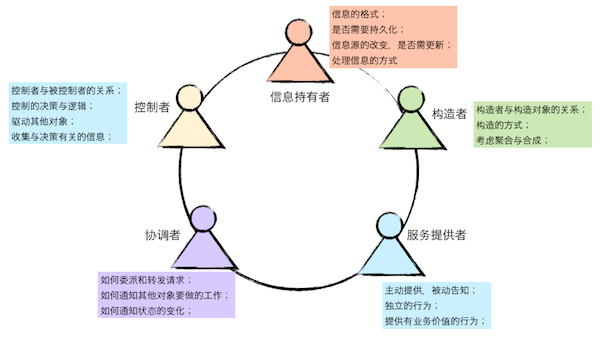 信息的格式；
是否需要持久化；
信息源的改变，是否需更新；
处理信息的方式
信息持有者
控制者与被控制者的关系；
控制的决策与逻辑；
驱动其他对象；
收集与决策有关的信息；
控制者
构造者
构造者与构造对象的关系；
构造的方式；
考虑聚合与合成；
协调者
如何委派和转发请求；
如何通知其他对象要做的工作；
如何通知状态的变化；
服务提供者
主动提供，被动告知；
独立的行为；
提供有业务价值的行为；